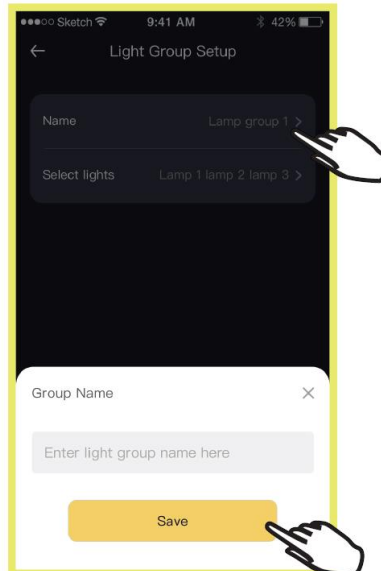 ●●●○○ Sketch 9:41 AM 42%
Light Group Setup
Name Lamp group 1 >
Select lights Lamp 1 lamp 2 lamp 3 >
Group Name
Enter light group name here
Save